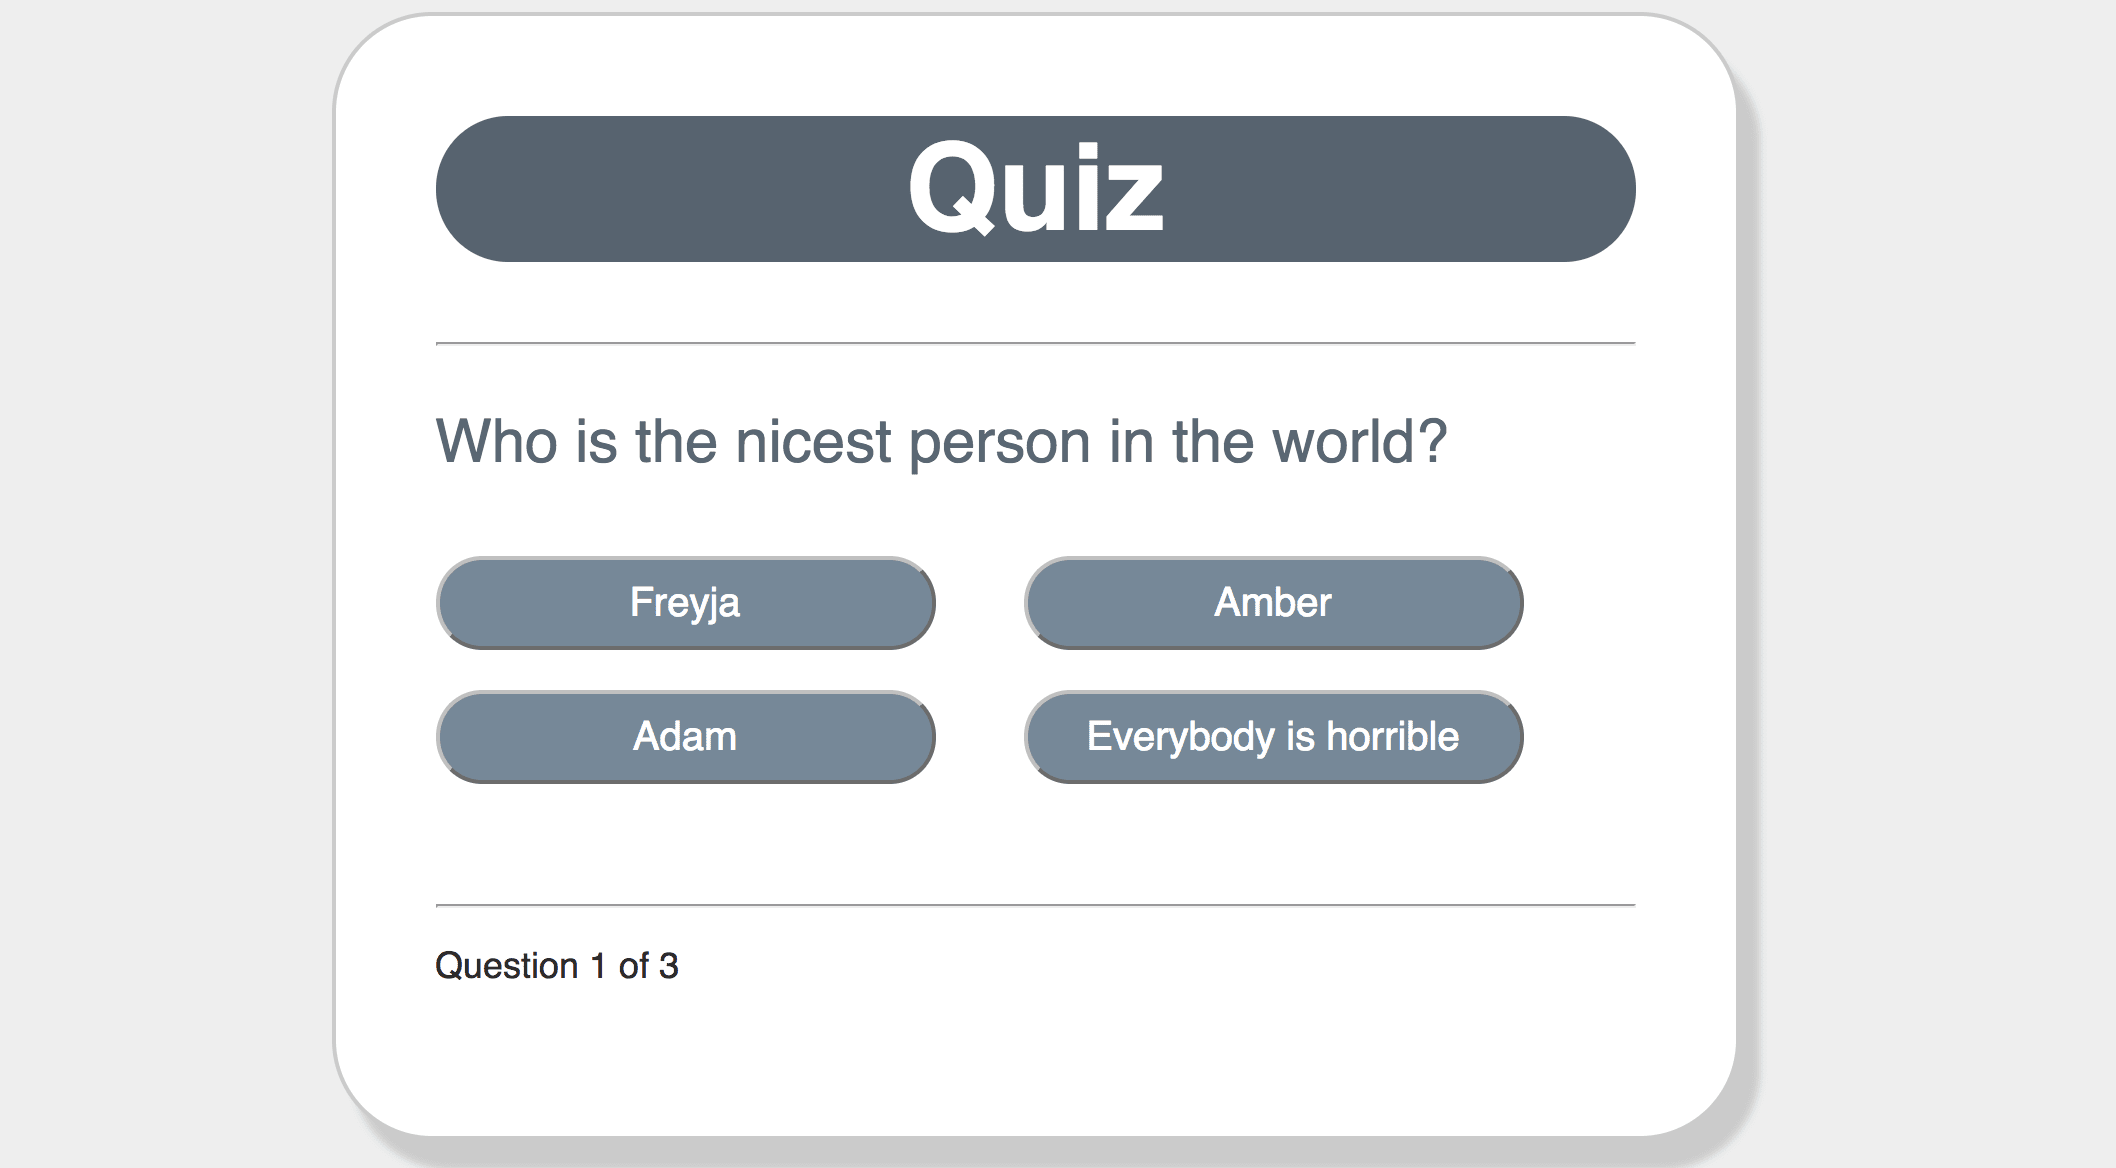 Quiz
Who is the nicest person in the world?
Freyja
Amber
Adam
Everybody is horrible
Question 1 of 3